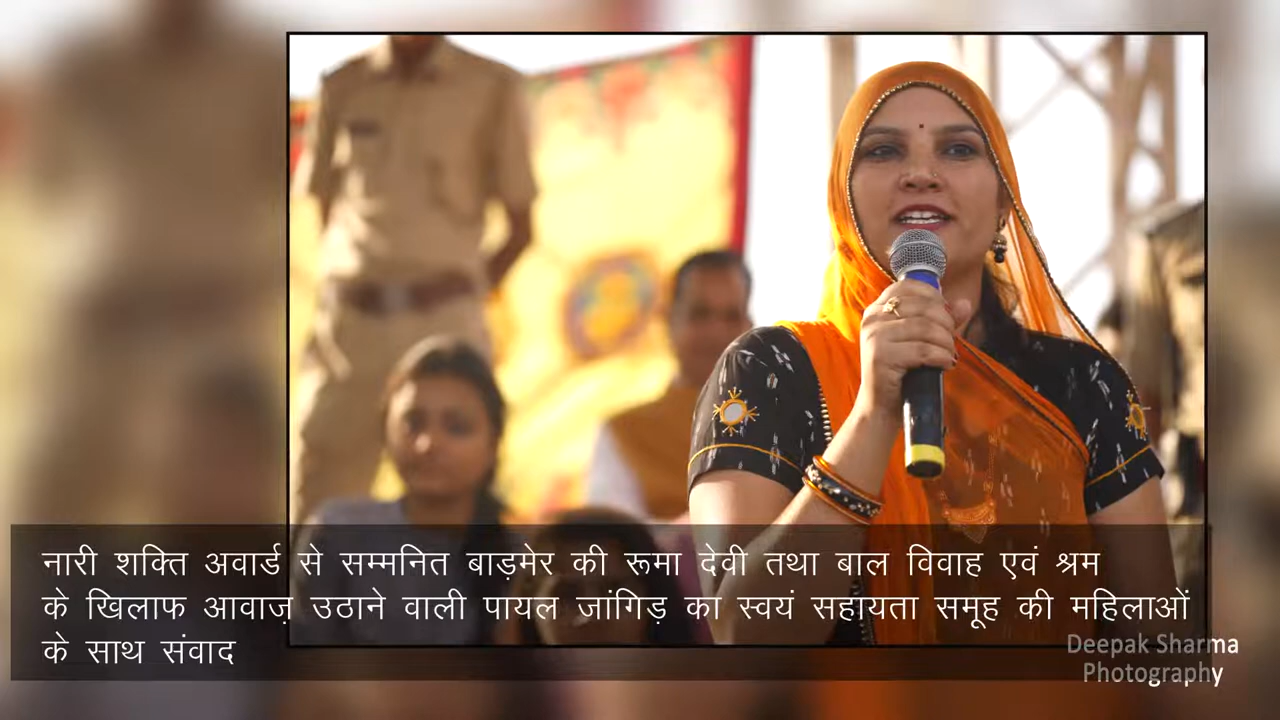 नारी शक्ति अवार्ड से सम्मनित बाड़मेर की रूमा देवी तथा बाल विवाह एवं श्रम
के खिलाफ आवाज़ उठाने वाली पायल जांगिड़ का स्वयं सहायता समूह की महिलाओं
के साथ संवाद
Deepak Sharma
Photography